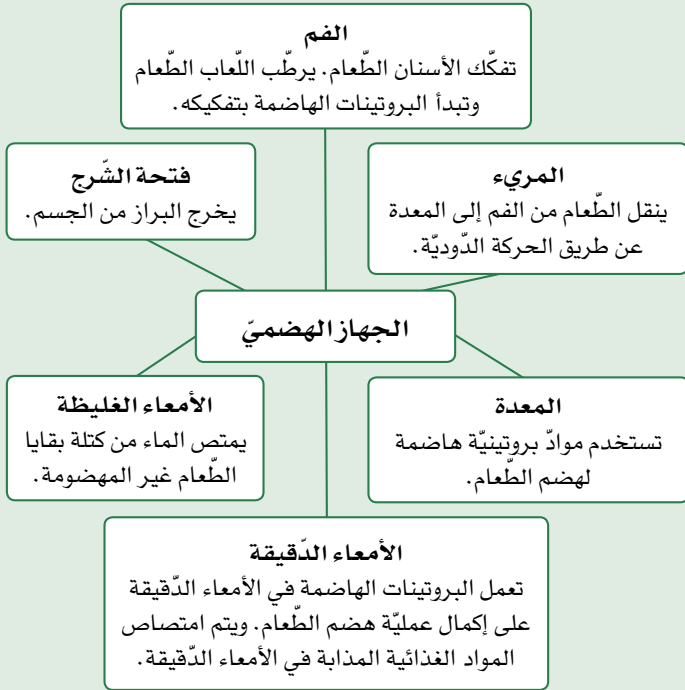 الفم
تفكّك الأسنان الطّعام. يرطّب اللّعاب الطّعام
وتبدأ البروتينات الهاضمة بتفكيكه.
المريء
ينقل الطّعام من الفم إلى المعدة
عن طريق الحركة الدّوديّة.
فتحة الشّرج
يخرج البراز من الجسم.
الجهاز الهضميّ
المعدة
تستخدم موادّ بروتينيّة هاضمة
لهضم الطّعام.
الأمعاء الغليظة
يمتص الماء من كتلة بقايا
الطّعام غير المهضومة.
الأمعاء الدّقيقة
تعمل البروتينات الهاضمة في الأمعاء الدّقيقة
على إكمال عمليّة هضم الطّعام. ويتم امتصاص
المواد الغذائية المذابة في الأمعاء الدّقيقة.